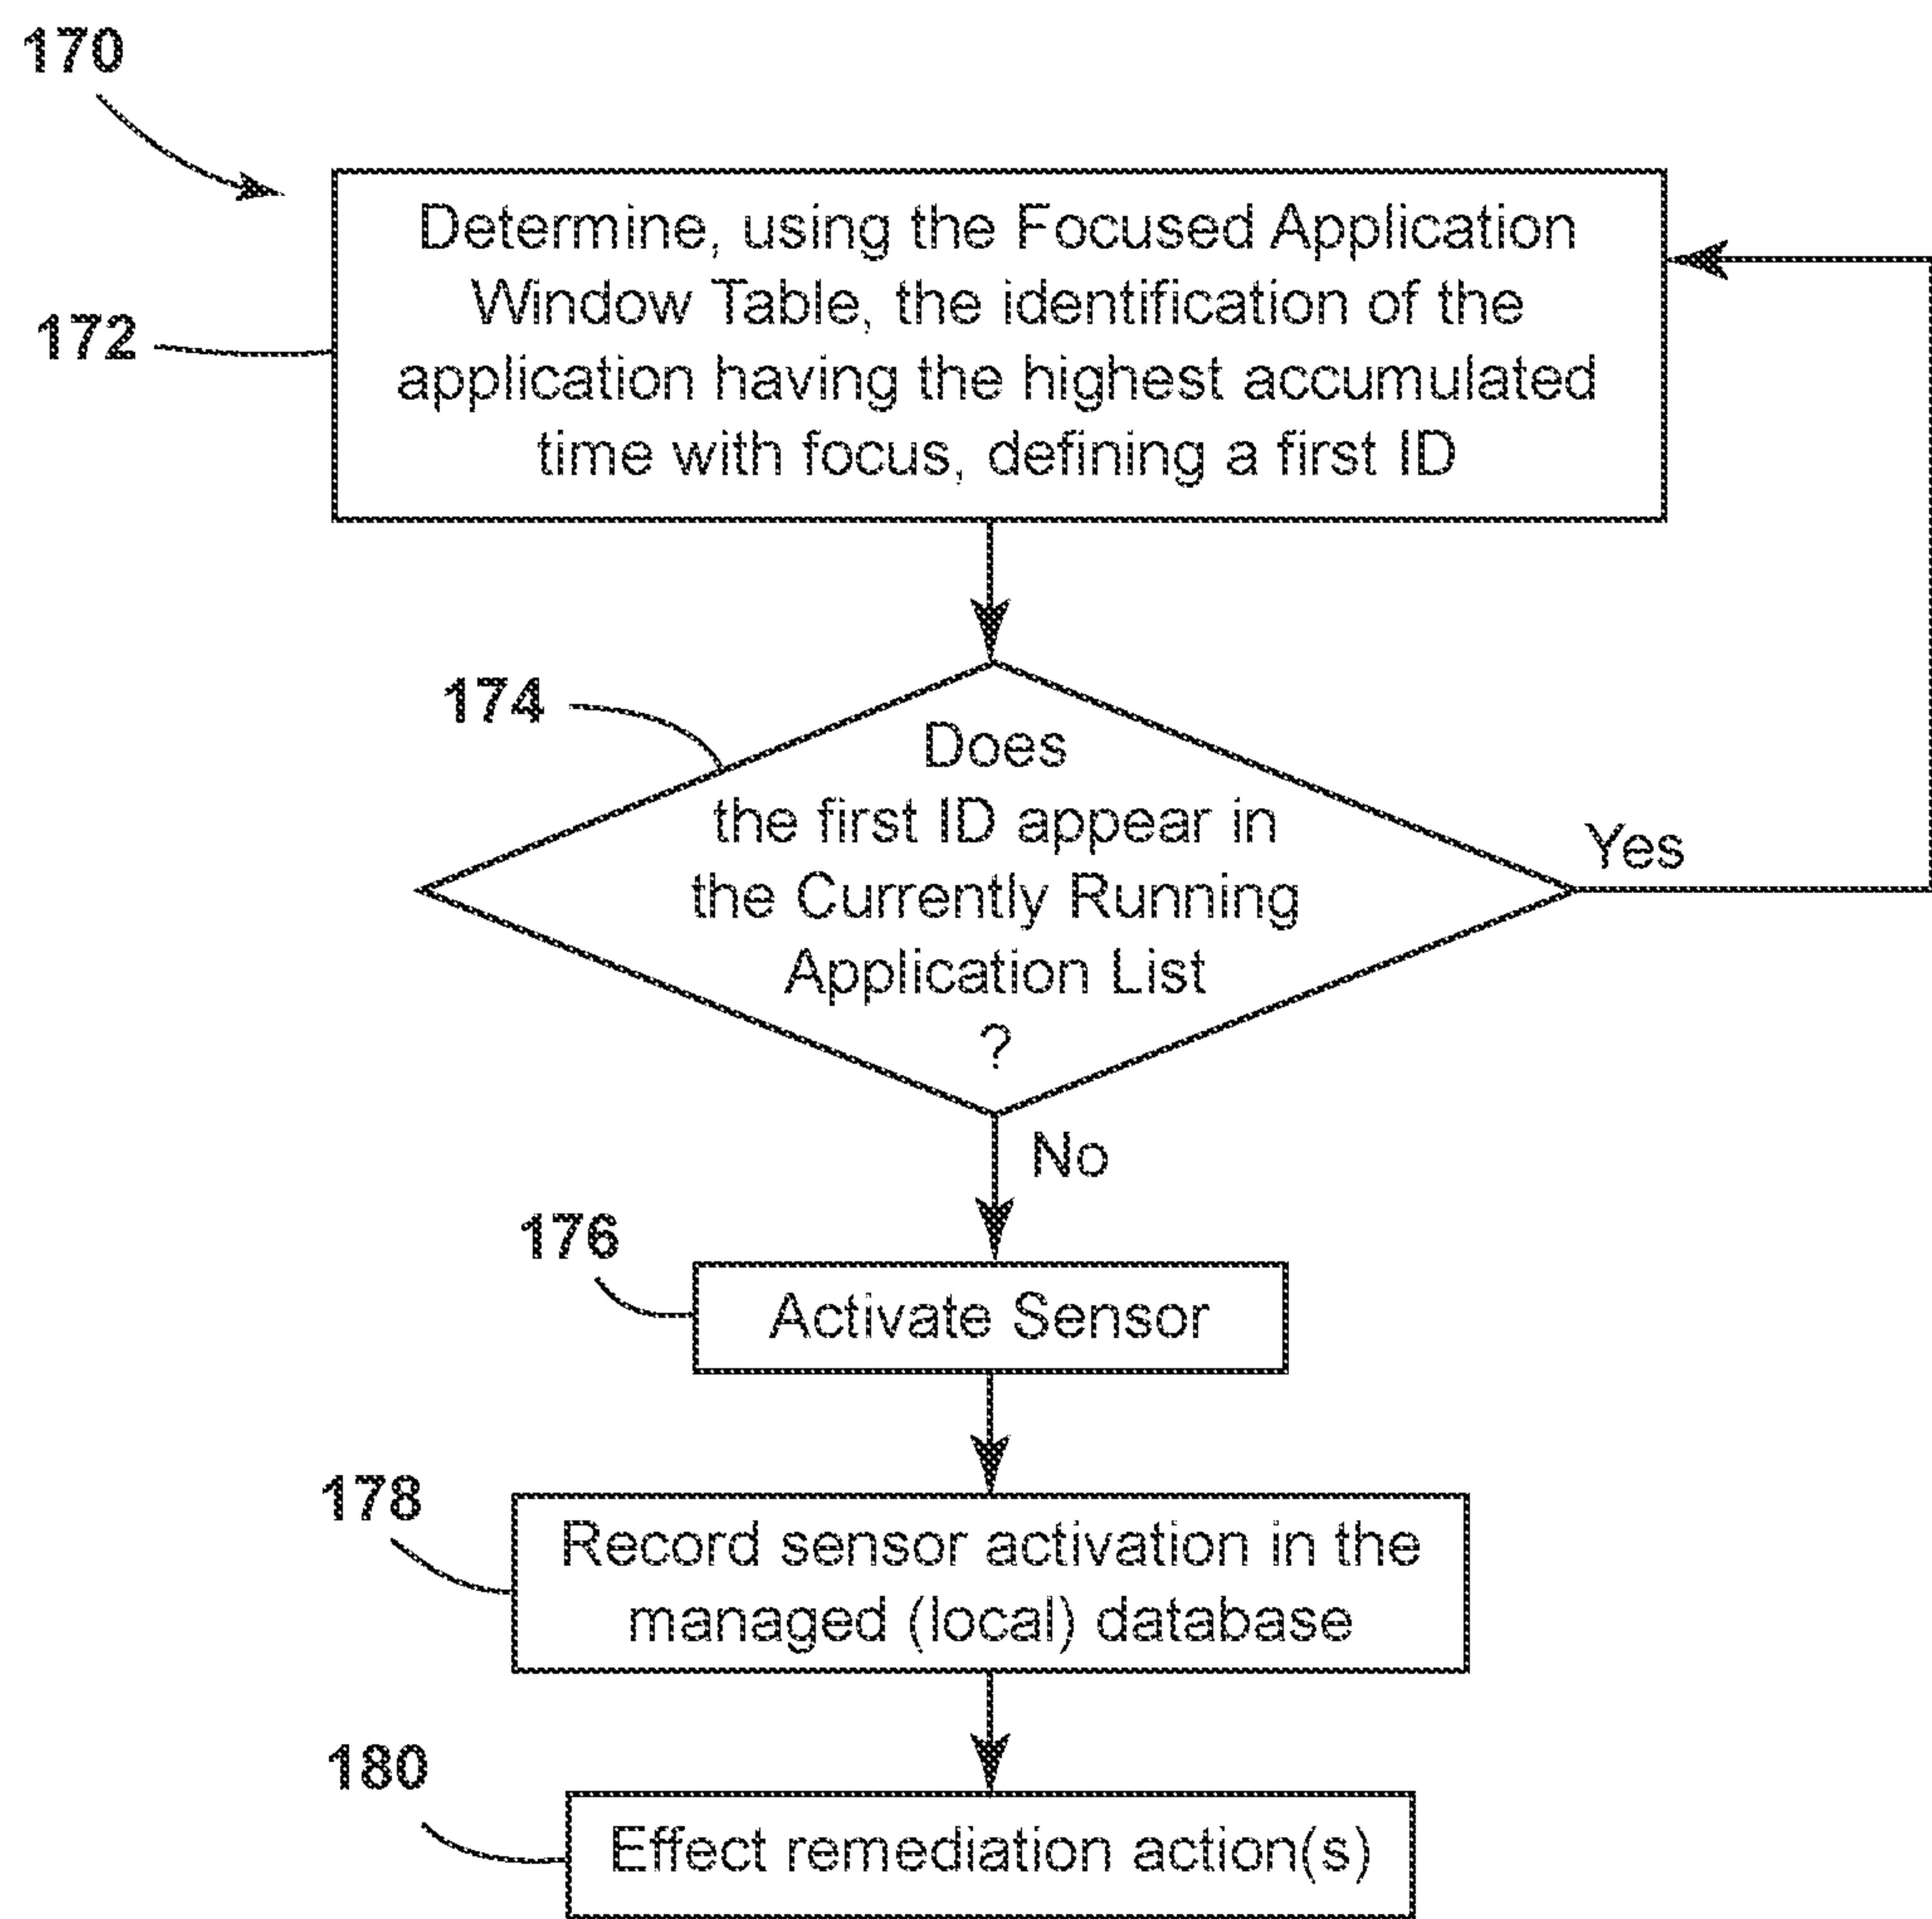 170
Determine, using the Focused Application
Window Table, the identification of the
172
application having the highest accumulated
time with focus, defining a first ID
174
Does
the first ID appear in
Yes
the Currently Running
Application List
?
No
176
Activate Sensor
178
Record sensor activation in the
managed (local) database
180
Effect remediation action(s)